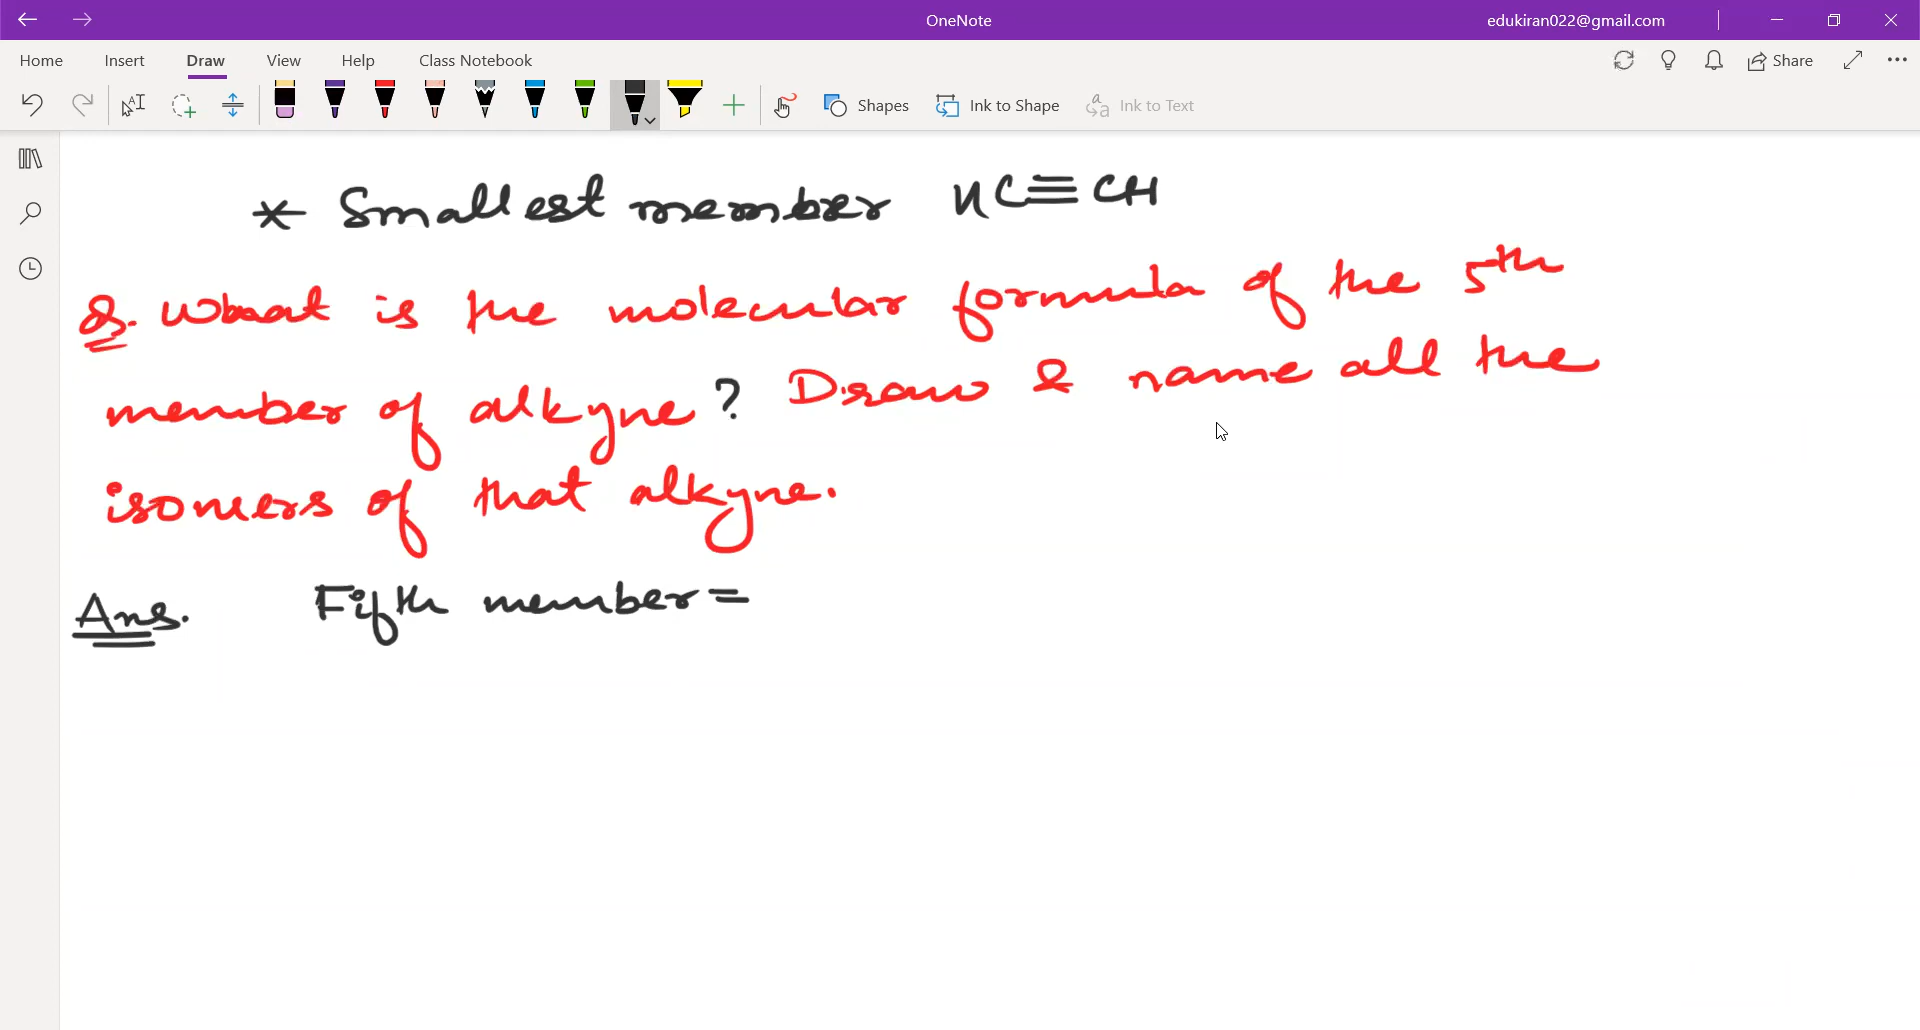 OneNote
edukiran022@gmail.com
Home Insert Draw View Help Class Notebook
Share
Shapes Ink to Shape Ink to Text
* Smallest member HC≡CH
Q. What is the molecular formula of the 5th
member of alkyne? Draw & name all the
isomers of that alkyne.
Ans. Fifth member =